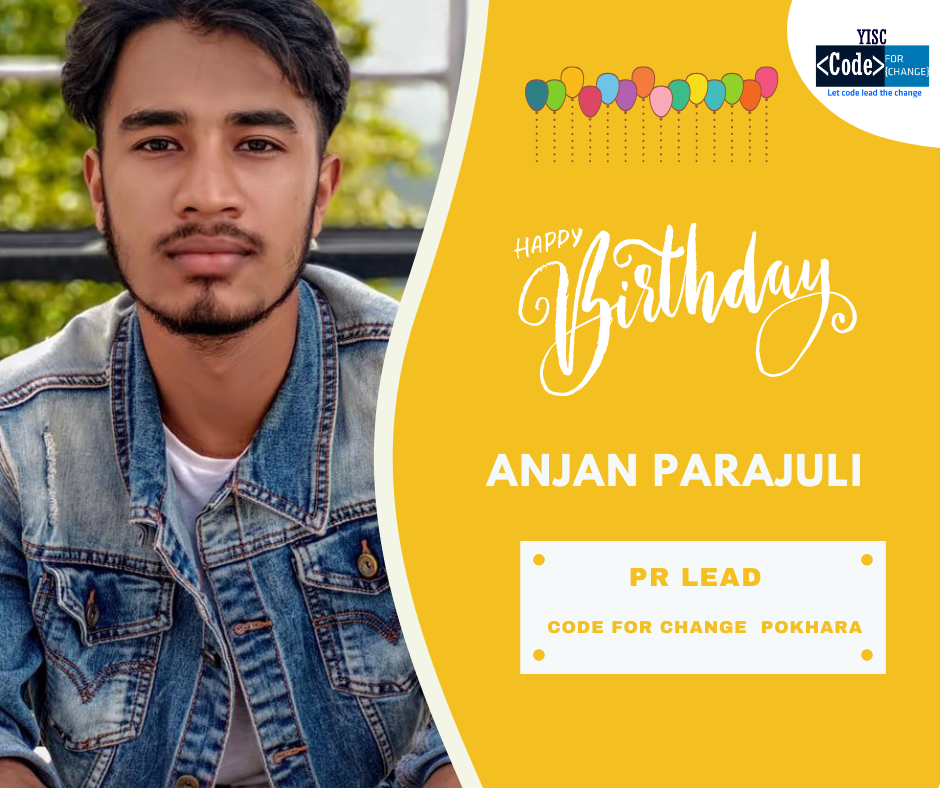 YISC
<Code> FOR {CHANGE}
Let code lead the change
HAPPY
Birthday
ANJAN PARAJULI
PR LEAD
CODE FOR CHANGE POKHARA